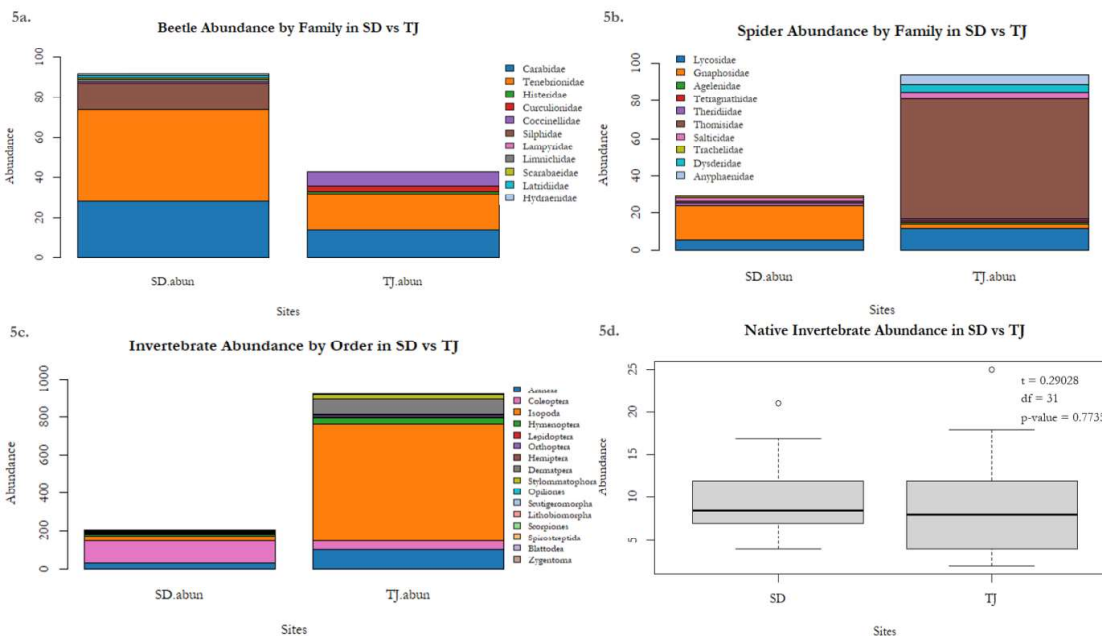 5a.
Beetle Abundance by Family in SD vs TJ
Abundance
100
80
60
40
20
0
SD.abun
TJ.abun
Sites
Carabidae
Tenebrionidae
Histeridae
Curculionidae
Coccinellidae
Silphidae
Lampyridae
Limnichidae
Scarabaeidae
Latridiidae
Hydraenidae
5b.
Spider Abundance by Family in SD vs TJ
Abundance
100
80
60
40
20
0
Lycosidae
Gnaphosidae
Agelenidae
Tetragnathidae
Theridiidae
Thomisidae
Salticidae
Trachelidae
Dysderidae
Anyphaenidae
SD.abun
TJ.abun
Sites
5c.
Invertebrate Abundance by Order in SD vs TJ
Abundance
1000
800
600
400
200
0
SD.abun
TJ.abun
Sites
Coleoptera
Isopoda
Hymenoptera
Lepidoptera
Orthoptera
Hemiptera
Dermatpera
Stylommatophora
Opiliones
Scutigeromorpha
Lithobiomorpha
Scorpiones
Spirostreptida
Blattodea
Zygentoma
5d.
Native Invertebrate Abundance in SD vs TJ
Abundance
25
20
15
10
5
t = 0.29028
df = 31
p-value = 0.7735
SD
TJ
Sites